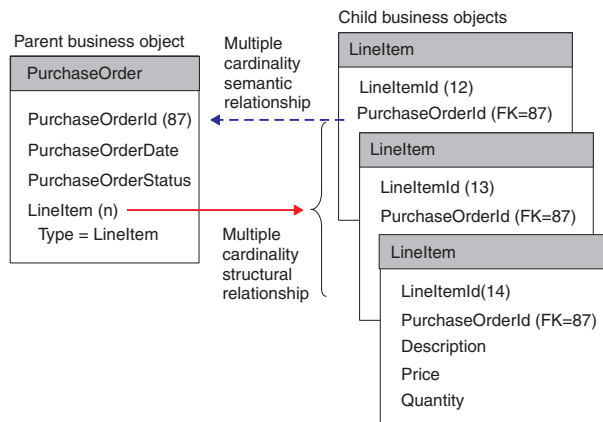 Parent business object
PurchaseOrder
PurchaseOrderId (87)
PurchaseOrderDate
PurchaseOrderStatus
LineItem (n)
Type = LineItem
Multiple
cardinality
semantic
relationship
Multiple
cardinality
structural
relationship
Child business objects
LineItem
LineItemId (12)
PurchaseOrderId (FK=87)
LineItem
LineItemId (13)
PurchaseOrderId (FK=87)
LineItem
LineItemId(14)
PurchaseOrderId (FK=87)
Description
Price
Quantity